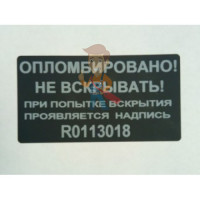 ОПЛОМБИРОВАНО!
НЕ ВСКРЫВАТЬ!
ПРИ ПОПЫТКЕ ВСКРЫТИЯ
ПРОЯВЛЯЕТСЯ НАДПИСЬ
R0113018